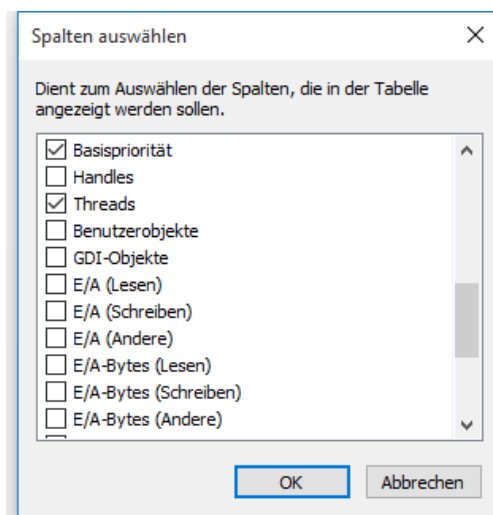 Spalten auswählen
Dient zum Auswählen der Spalten, die in der Tabelle
angezeigt werden sollen.
Basispriorität
Handles
Threads
Benutzerobjekte
GDI-Objekte
E/A (Lesen)
E/A (Schreiben)
E/A (Andere)
E/A-Bytes (Lesen)
E/A-Bytes (Schreiben)
E/A-Bytes (Andere)
OK
Abbrechen